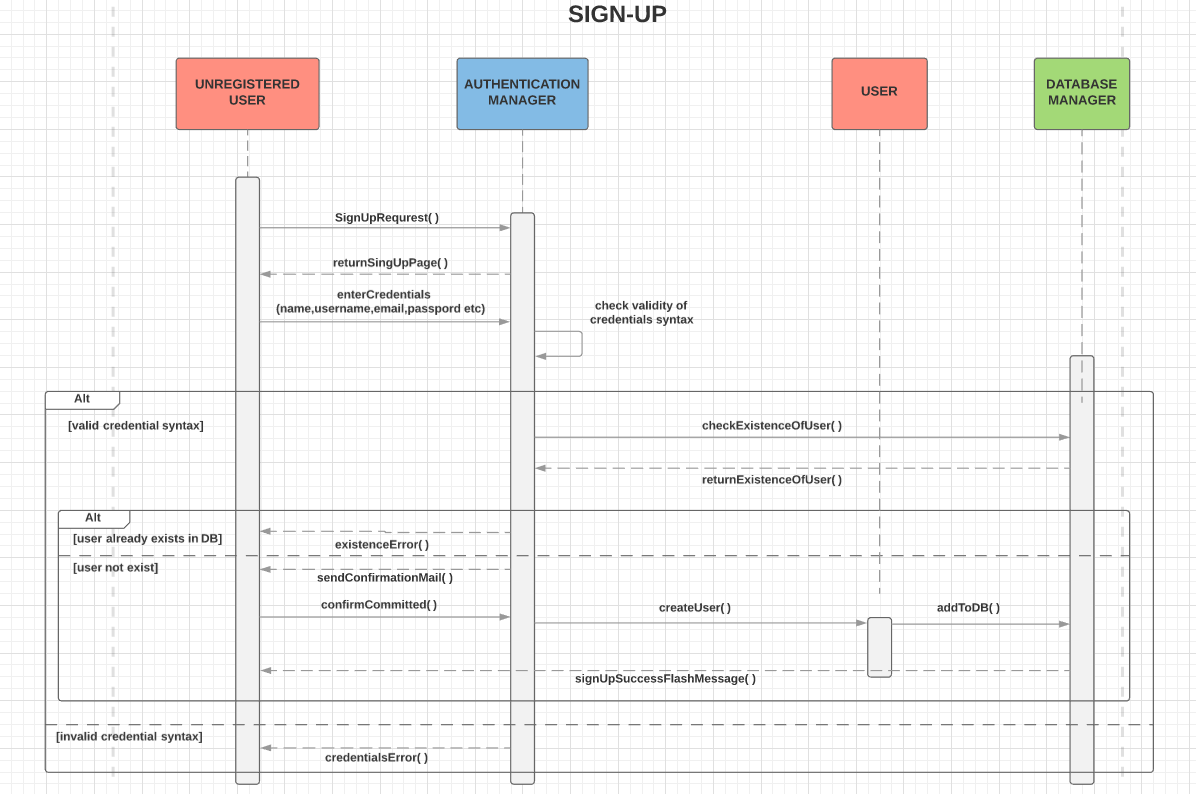 SIGN-UP
UNREGISTERED
USER
AUTHENTICATION
MANAGER
USER
DATABASE
MANAGER
SignUpRequrest( )
returnSingUpPage( )
enterCredentials
(name,username,email,passpord etc)
check validity of
credentials syntax
Alt
[valid credential syntax]
checkExistenceOfUser( )
returnExistenceOfUser( )
Alt
[user already exists in DB]
existenceError( )
[user not exist]
sendConfirmationMail( )
confirmCommitted( )
createUser( )
addToDB( )
signUpSuccessFlashMessage( )
[invalid credential syntax]
credentialsError( )